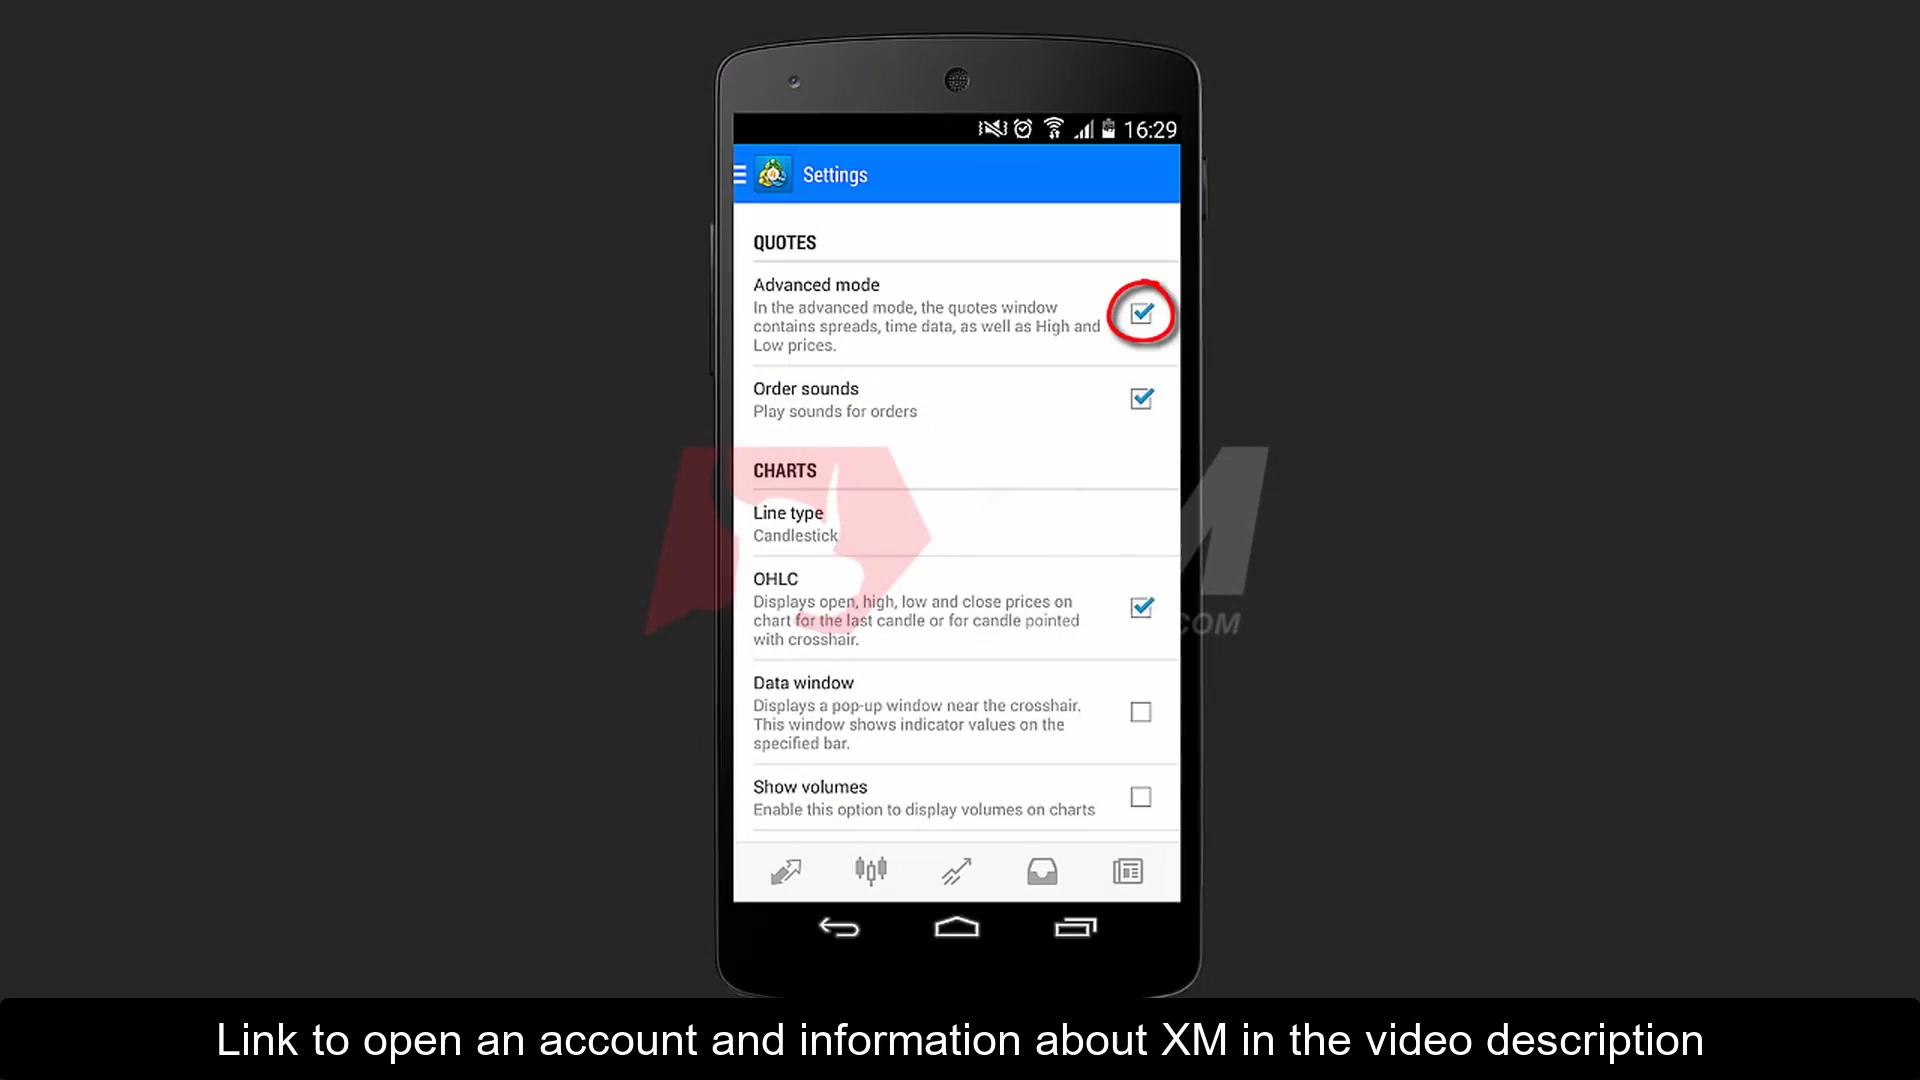 16:29
Settings
QUOTES
Advanced mode
In the advanced mode, the quotes window
contains spreads, time data, as well as High and
Low prices.
Order sounds
Play sounds for orders
CHARTS
Line type
Candlestick
OHLC
Displays open, high, low and close prices on
chart for the last candle or for candle pointed
with crosshair.
M
.COM
Data window
Displays a pop-up window near the crosshair.
This window shows indicator values on the
specified bar.
Show volumes
Enable this option to display volumes on charts
Link to open an account and information about XM in the video description